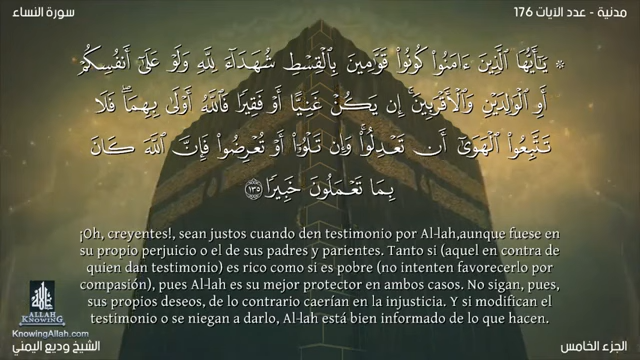 سورة النساء
مدنية - عدد الآيات 176
۞ يَٰٓأَيُّهَا ٱلَّذِينَ ءَامَنُوا۟ كُونُوا۟ قَوَّٰمِينَ بِٱلْقِسْطِ شُهَدَآءَ لِلَّهِ وَلَوْ عَلَىٰٓ أَنفُسِكُمْ
أَوِ ٱلْوَٰلِدَيْنِ وَٱلْأَقْرَبِينَ ۚ إِن يَكُنْ غَنِيًّا أَوْ فَقِيرًا فَٱللَّهُ أَوْلَىٰ بِهِمَا ۖ فَلَا
تَتَّبِعُوا۟ ٱلْهَوَىٰٓ أَن تَعْدِلُوا۟ ۚ وَإِن تَلْوُۥٓا۟ أَوْ تُعْرِضُوا۟ فَإِنَّ ٱللَّهَ كَانَ
بِمَا تَعْمَلُونَ خَبِيرًا ١٣٥
¡Oh, creyentes!, sean justos cuando den testimonio por Al-lah,aunque fuese en
su propio perjuicio o el de sus padres y parientes. Tanto si (aquel en contra de
quien dan testimonio) es rico como si es pobre (no intenten favorecerlo por
compasión), pues Al-lah es su mejor protector en ambos casos. No sigan, pues,
sus propios deseos, de lo contrario caerían en la injusticia. Y si modifican el
testimonio o se niegan a darlo, Al-lah está bien informado de lo que hacen.
ALLAH
KNOWING
KnowingAllah.com
الشيخ وديع اليمني
الجزء الخامس